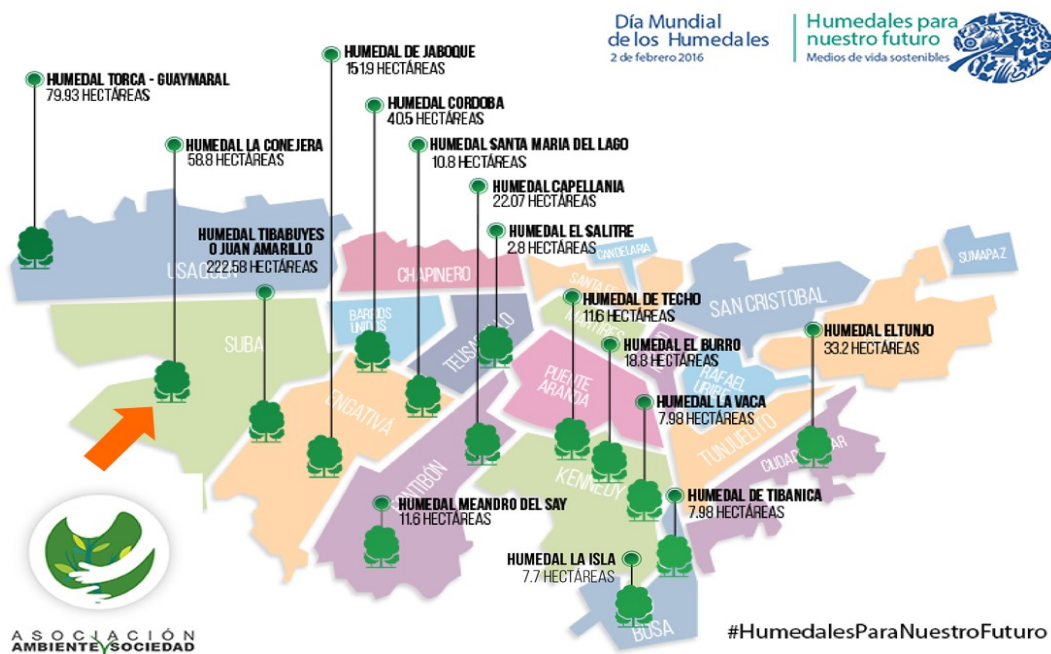 Día Mundial
de los Humedales
2 de febrero 2016
Humedales para
nuestro futuro
Medios de vida sostenibles
HUMEDAL TORCA - GUAYMARAL
79.93 HECTÁREAS
HUMEDAL DE JABOQUE
151.9 HECTÁREAS
HUMEDAL CORDOBA
40.5 HECTÁREAS
HUMEDAL LA CONEJERA
58.8 HECTÁREAS
HUMEDAL SANTA MARIA DEL LAGO
10.8 HECTÁREAS
HUMEDAL CAPELLANIA
22.07 HECTÁREAS
HUMEDAL TIBABUYES
O JUAN AMARILLO
222.58 HECTÁREAS
HUMEDAL EL SALITRE
2.8 HECTÁREAS
HUMEDAL DE TECHO
11.6 HECTÁREAS
HUMEDAL EL BURRO
18.8 HECTÁREAS
HUMEDAL EL TUNJO
33.2 HECTÁREAS
HUMEDAL LA VACA
7.98 HECTÁREAS
HUMEDAL DE TIBANICA
7.98 HECTÁREAS
HUMEDAL MEANDRO DEL SAY
11.6 HECTÁREAS
HUMEDAL LA ISLA
7.7 HECTÁREAS
CHAPINERO
CANDELARIA
SUMAPAZ
SAN CRISTOBAL
SUBA
BARRIOS
UNIDOS
MARTIRES
PUENTE
ARANDA
RAFAEL
URIBE
ENGATIVÁ
TUNJUELITO
KENNEDY
BOSA
ASOCIACIÓN
AMBIENTE Y SOCIEDAD
#HumedalesParaNuestroFuturo